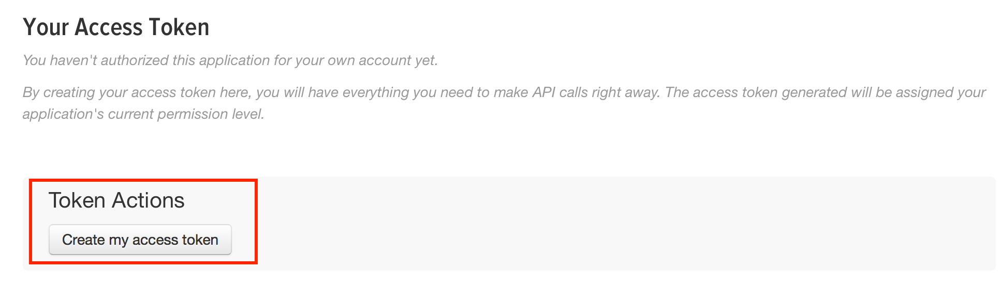 Your Access Token
You haven't authorized this application for your own account yet.
By creating your access token here, you will have everything you need to make API calls right away. The access token generated will be assigned your
application's current permission level.
Token Actions
Create my access token